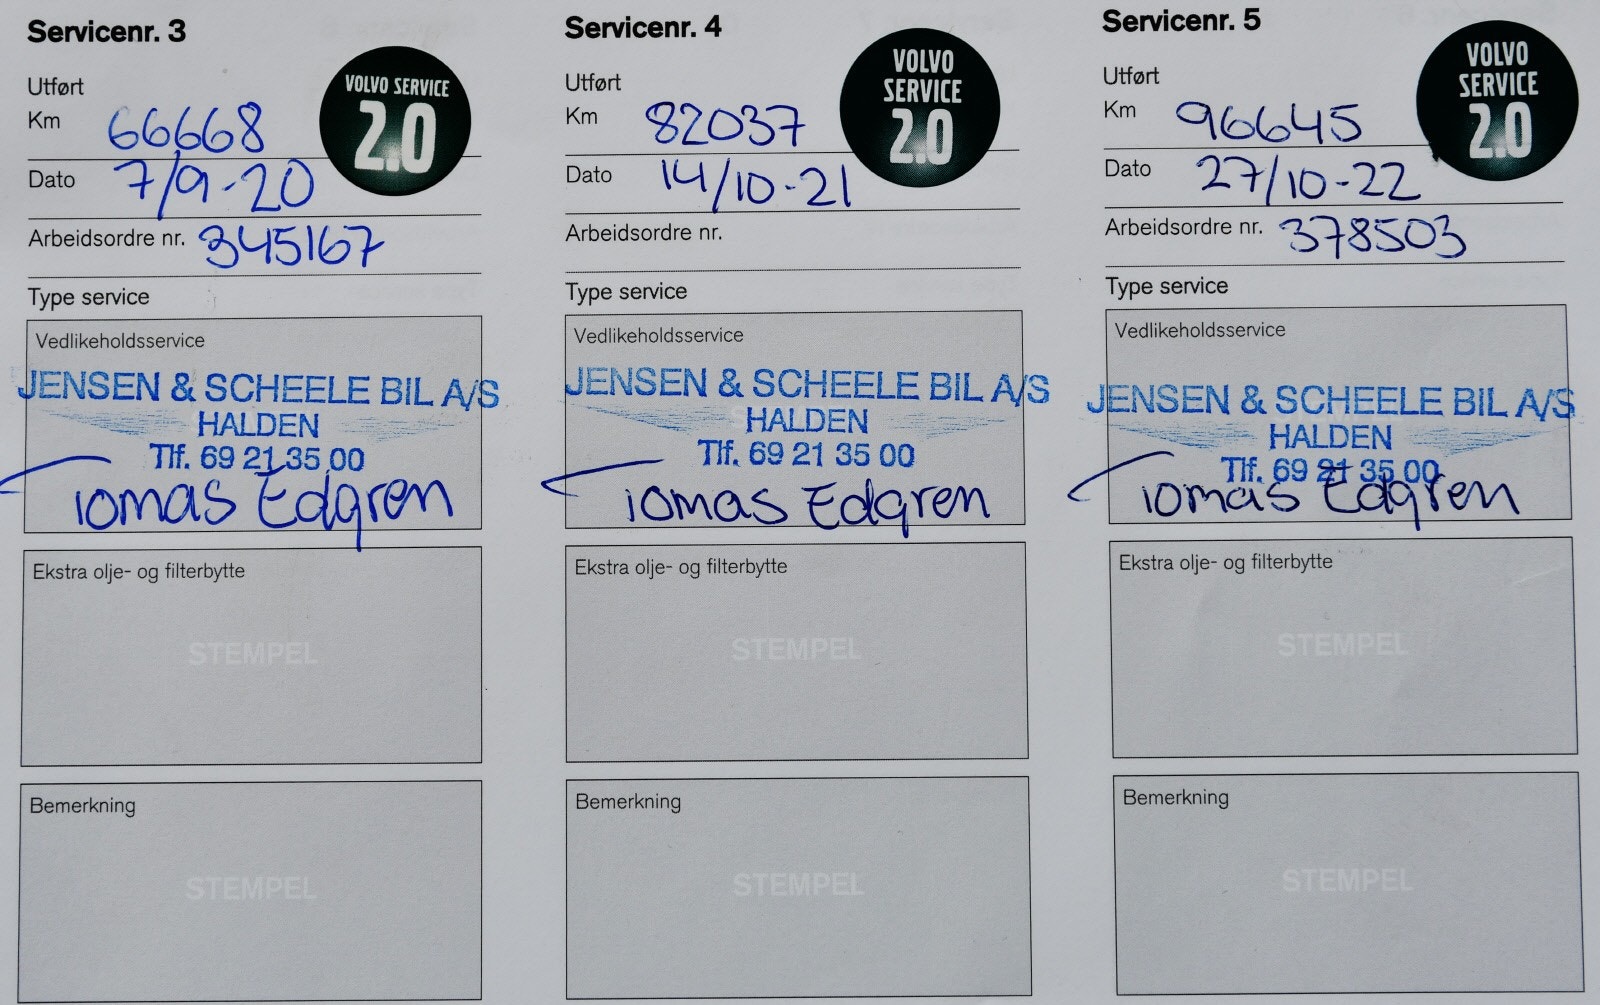 Servicenr. 3
VOLVO SERVICE
2.0
Utført
Km 66668
Dato 7/9-20
Arbeidsordre nr. 345167
Type service
Vedlikeholdsservice
JENSEN & SCHEELE BIL A/S
HALDEN
Tlf. 69 21 35 00
Tomas Edgren
Ekstra olje- og filterbytte
STEMPEL
Bemerkning
STEMPEL
Servicenr. 4
VOLVO
SERVICE
2.0
Utført
Km 82037
Dato 14/10-21
Arbeidsordre nr.
Type service
Vedlikeholdsservice
JENSEN & SCHEELE BIL A/S
HALDEN
Tlf. 69 21 35 00
Tomas Edgren
Ekstra olje- og filterbytte
STEMPEL
Bemerkning
STEMPEL
Servicenr. 5
VOLVO
SERVICE
2.0
Utført
Km 96645
Dato 27/10-22
Arbeidsordre nr. 378503
Type service
Vedlikeholdsservice
JENSEN & SCHEELE BIL A/S
HALDEN
Tlf. 69 21 35 00
Tomas Edgren
Ekstra olje- og filterbytte
STEMPEL
Bemerkning
STEMPEL